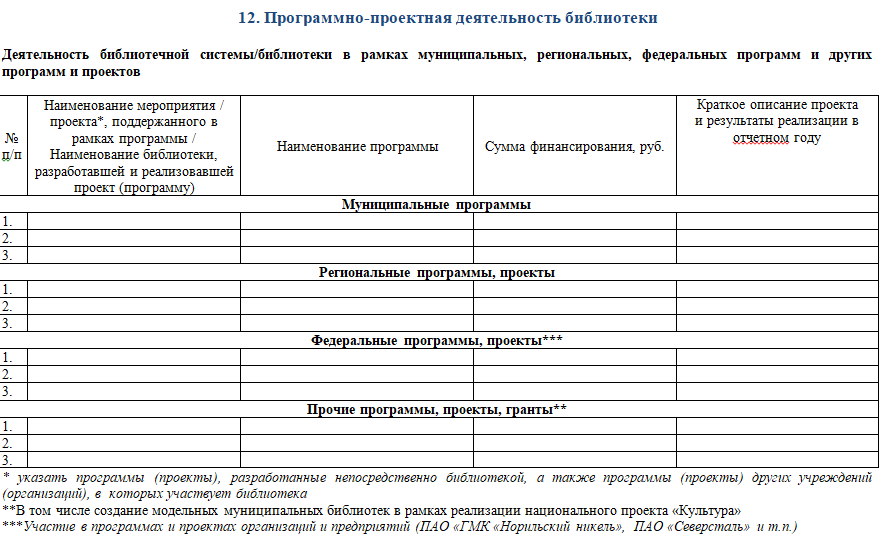 12. Программно-проектная деятельность библиотеки
Деятельность библиотечной системы/библиотеки в рамках муниципальных, региональных, федеральных программ и других
программ и проектов
№
п/п
Наименование мероприятия /
проекта*, поддержанного в
рамках программы /
Наименование библиотеки,
разработавшей и реализовавшей
проект (программу)
Наименование программы
Сумма финансирования, руб.
Краткое описание проекта
и результаты реализации в
отчетном году
Муниципальные программы
1.
2.
3.
Региональные программы, проекты
1.
2.
3.
Федеральные программы, проекты***
1.
2.
3.
Прочие программы, проекты, гранты**
1.
2.
3.
* указать программы (проекты), разработанные непосредственно библиотекой, а также программы (проекты) других учреждений
(организаций), в которых участвует библиотека
**В том числе создание модельных муниципальных библиотек в рамках реализации национального проекта «Культура»
***Участие в программах и проектах организаций и предприятий (ПАО «ГМК «Норильский никель», ПАО «Северсталь» и т.п.)